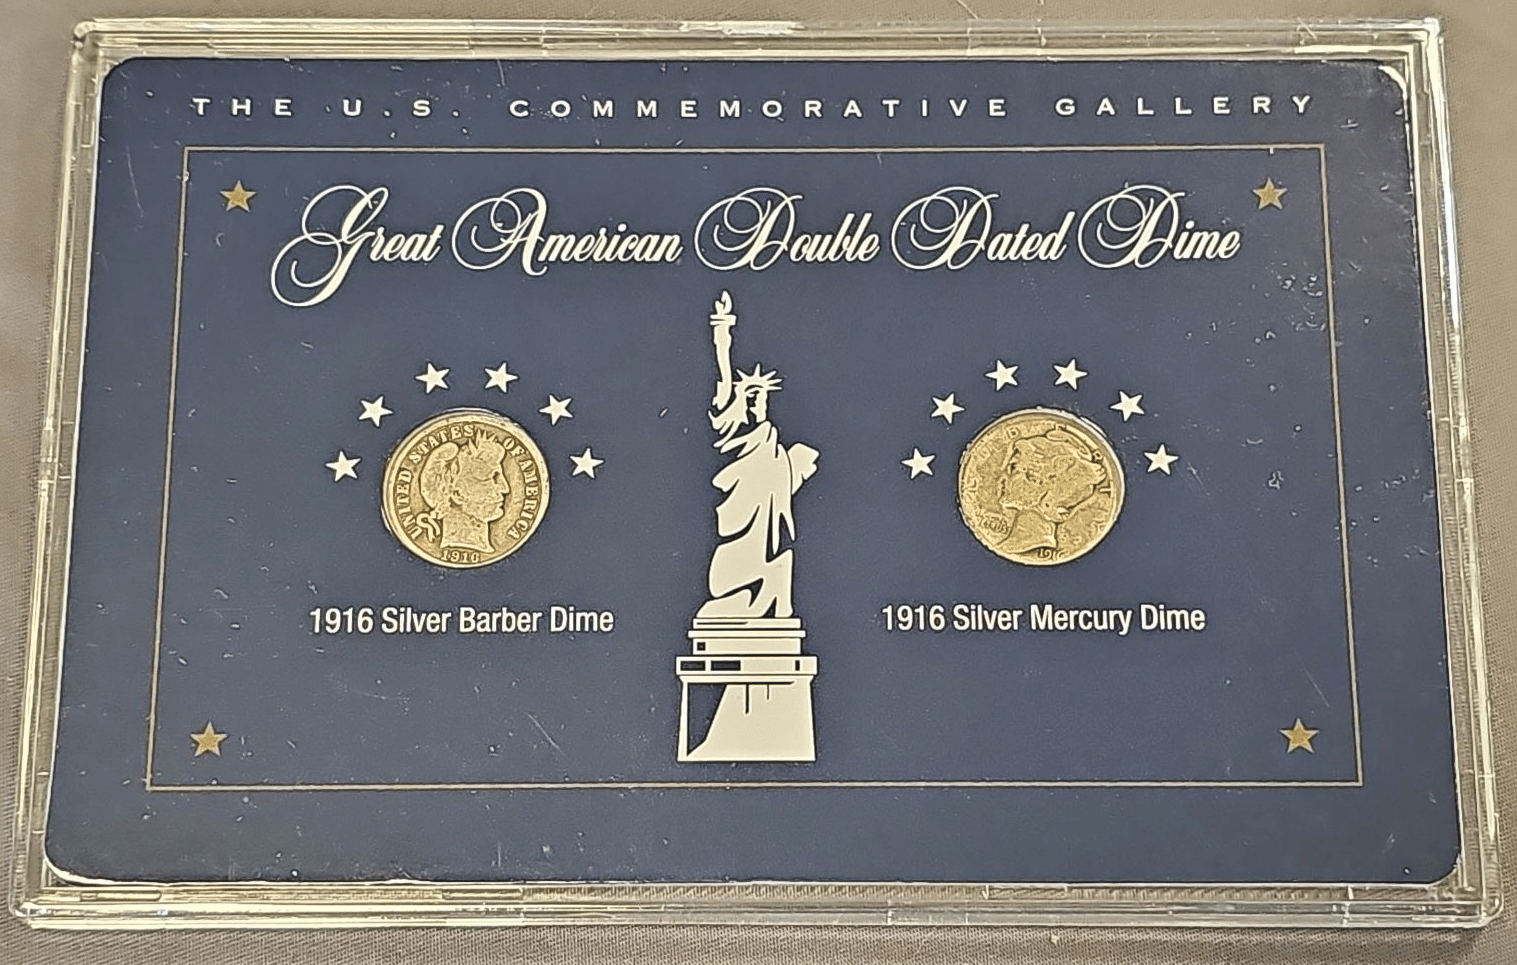 THE U.S. COMMEMORATIVE GALLERY
Great American Double Dated Dime
UNITED STATES OF AMERICA
1916
1916
1916 Silver Barber Dime
1916 Silver Mercury Dime